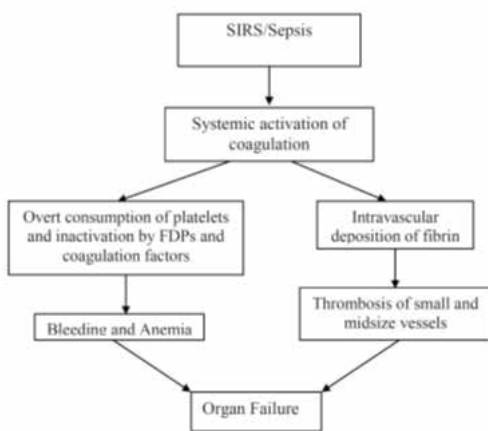 SIRS/Sepsis
Systemic activation of
coagulation
Overt consumption of platelets
and inactivation by FDPs and
coagulation factors
Intravascular
deposition of fibrin
Bleeding and Anemia
Thrombosis of small and
midsize vessels
Organ Failure